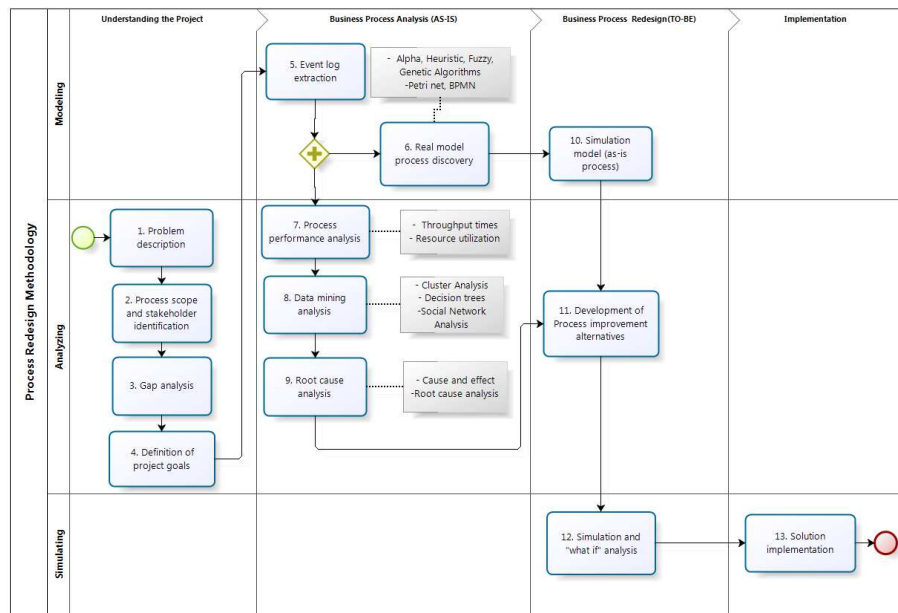 Understanding the Project
Business Process Analysis (AS-IS)
Business Process Redesign(TO-BE)
Implementation
Process Redesign Methodology
Modeling
5. Event log
extraction
- Alpha, Heuristic, Fuzzy,
Genetic Algorithms
-Petri net, BPMN
6. Real model
process discovery
10. Simulation
model (as-is
process)
Analyzing
1. Problem
description
2. Process scope
and stakeholder
identification
3. Gap analysis
4. Definition of
project goals
7. Process
performance analysis
- Throughput times
- Resource utilization
8. Data mining
analysis
- Cluster Analysis
- Decision trees
-Social Network
Analysis
9. Root cause
analysis
- Cause and effect
-Root cause analysis
11. Development of
Process improvement
alternatives
Simulating
12. Simulation and
"what if" analysis
13. Solution
implementation